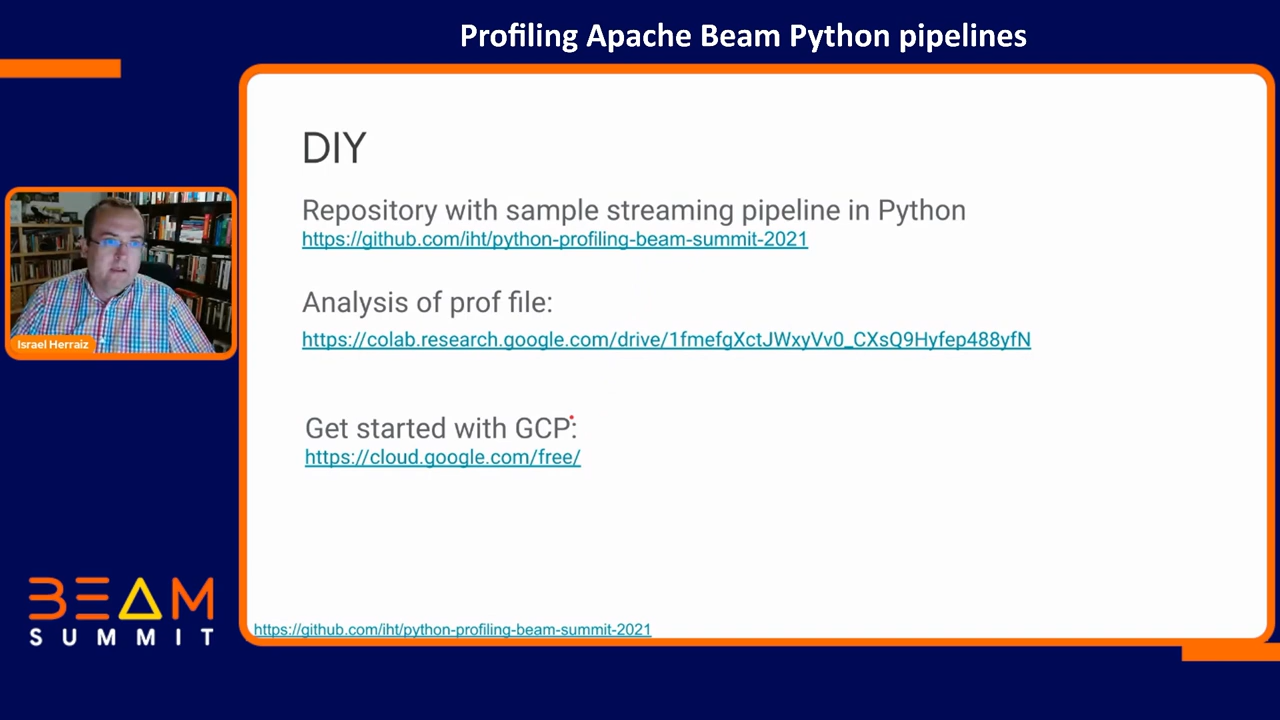 Profiling Apache Beam Python pipelines
DIY
Repository with sample streaming pipeline in Python
https://github.com/iht/python-profiling-beam-summit-2021
Analysis of prof file:
https://colab.research.google.com/drive/1fmefgXctJWxyVv0_CXsQ9Hyfep488yfN
Get started with GCP:
https://cloud.google.com/free/
https://github.com/iht/python-profiling-beam-summit-2021
Israel Herraiz
BEAM
SUMMIT